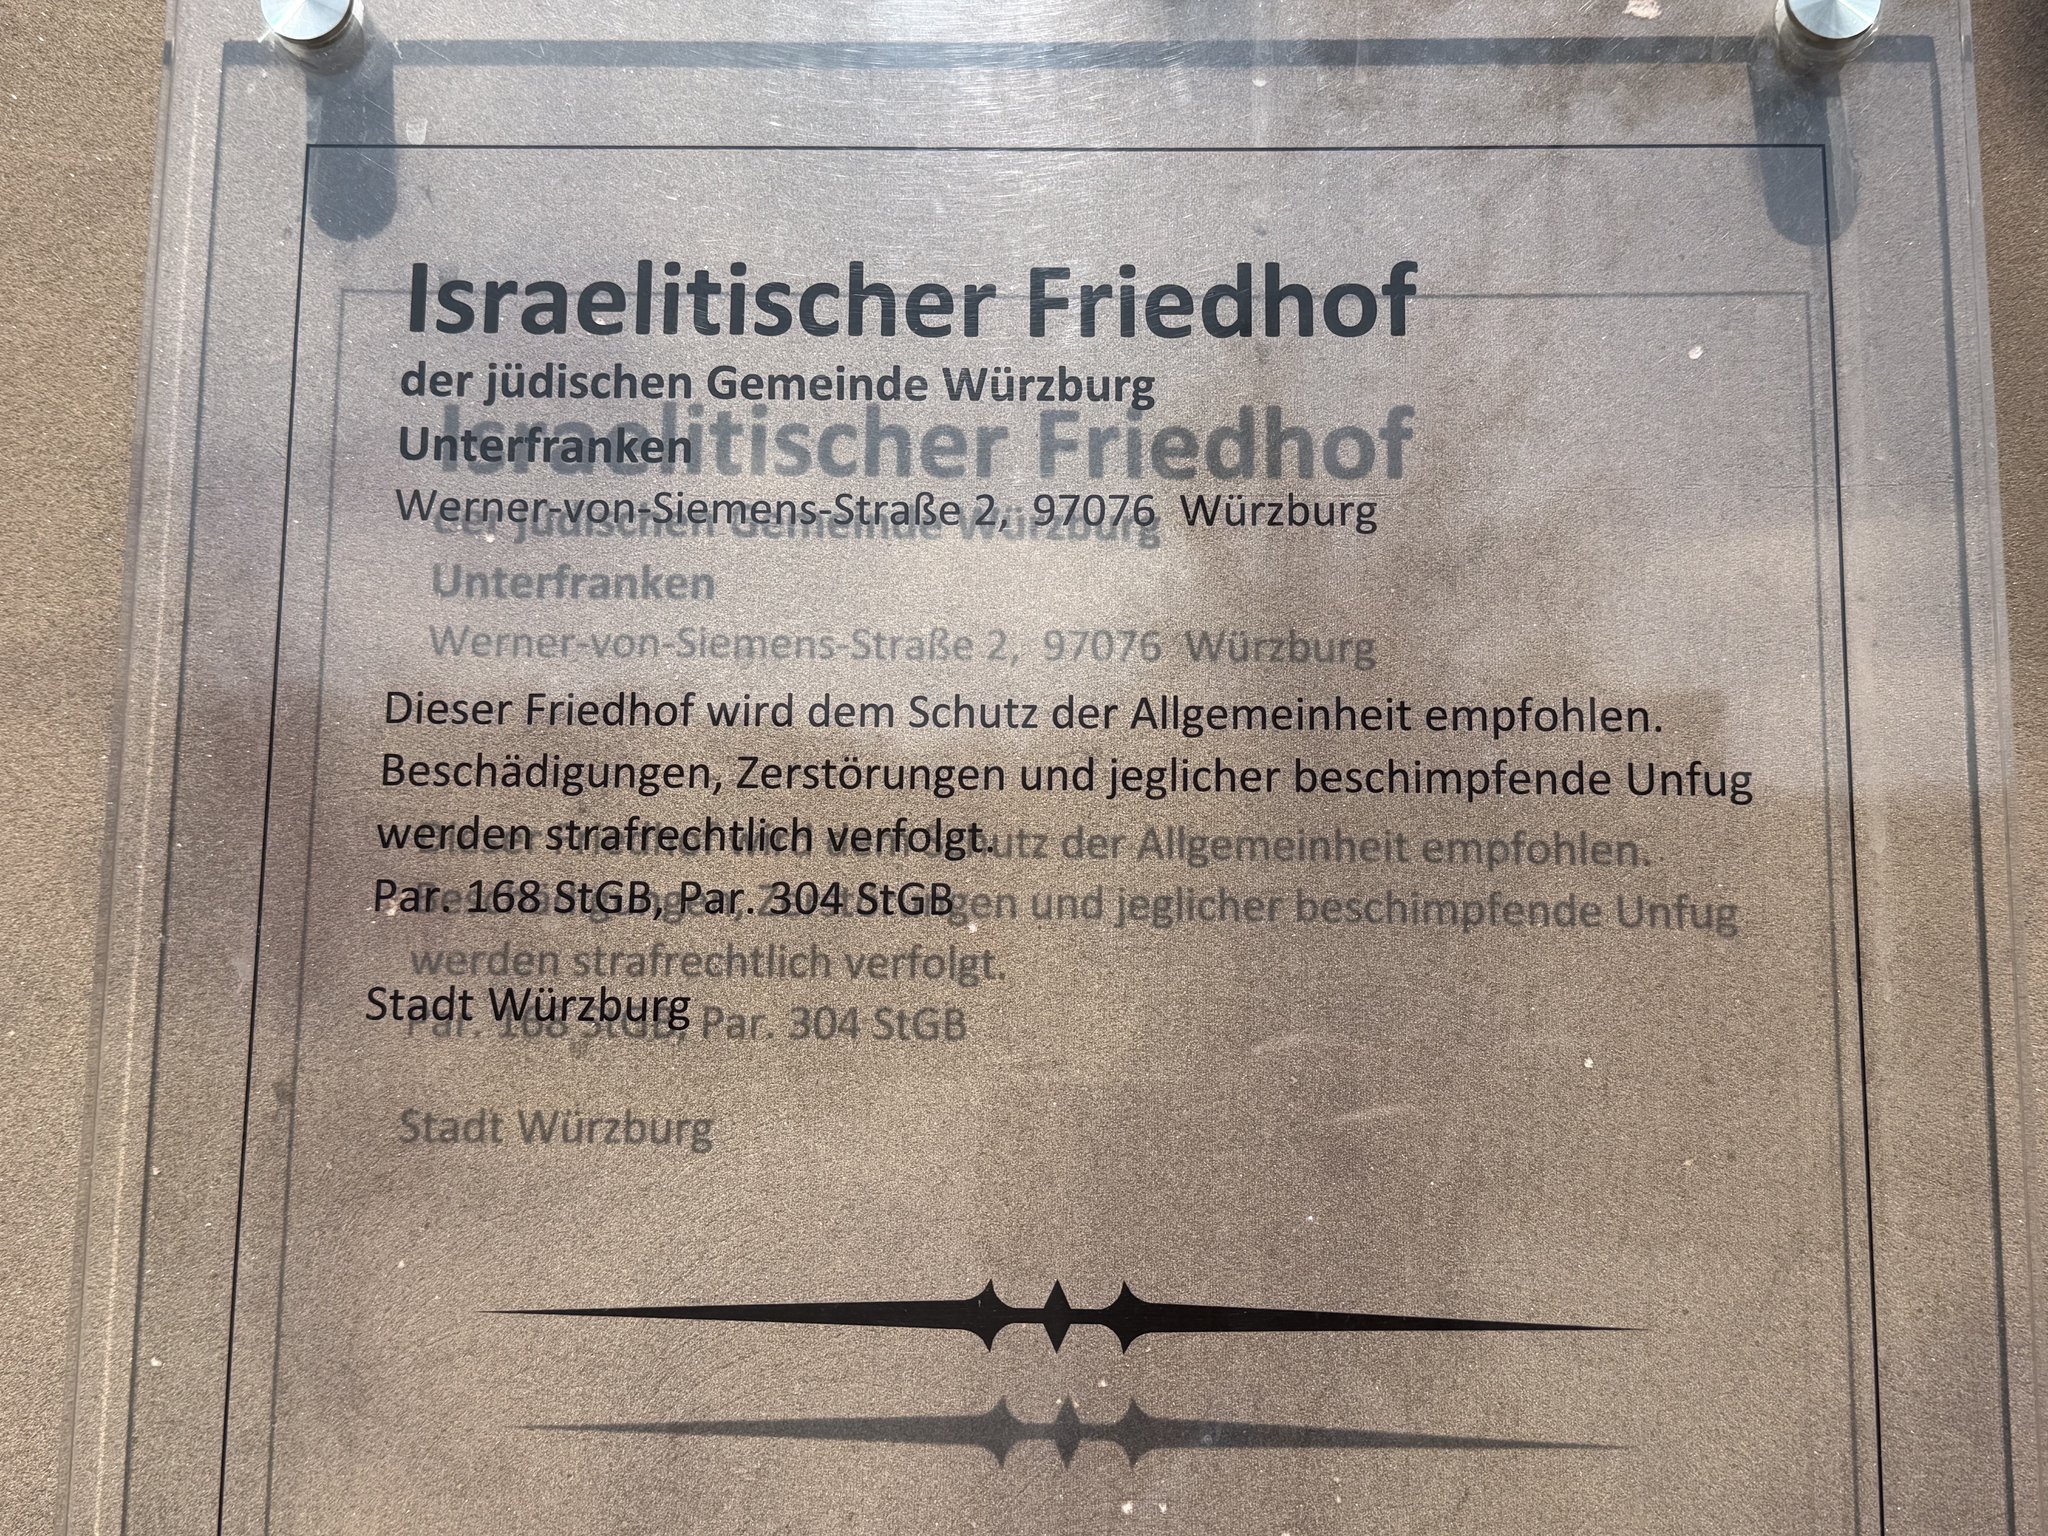 Israelitischer Friedhof
der jüdischen Gemeinde Würzburg
Unterfranken
Werner-von-Siemens-Straße 2, 97076 Würzburg
Dieser Friedhof wird dem Schutz der Allgemeinheit empfohlen.
Beschädigungen, Zerstörungen und jeglicher beschimpfende Unfug
werden strafrechtlich verfolgt.
Par. 168 StGB, Par. 304 StGB
Stadt Würzburg